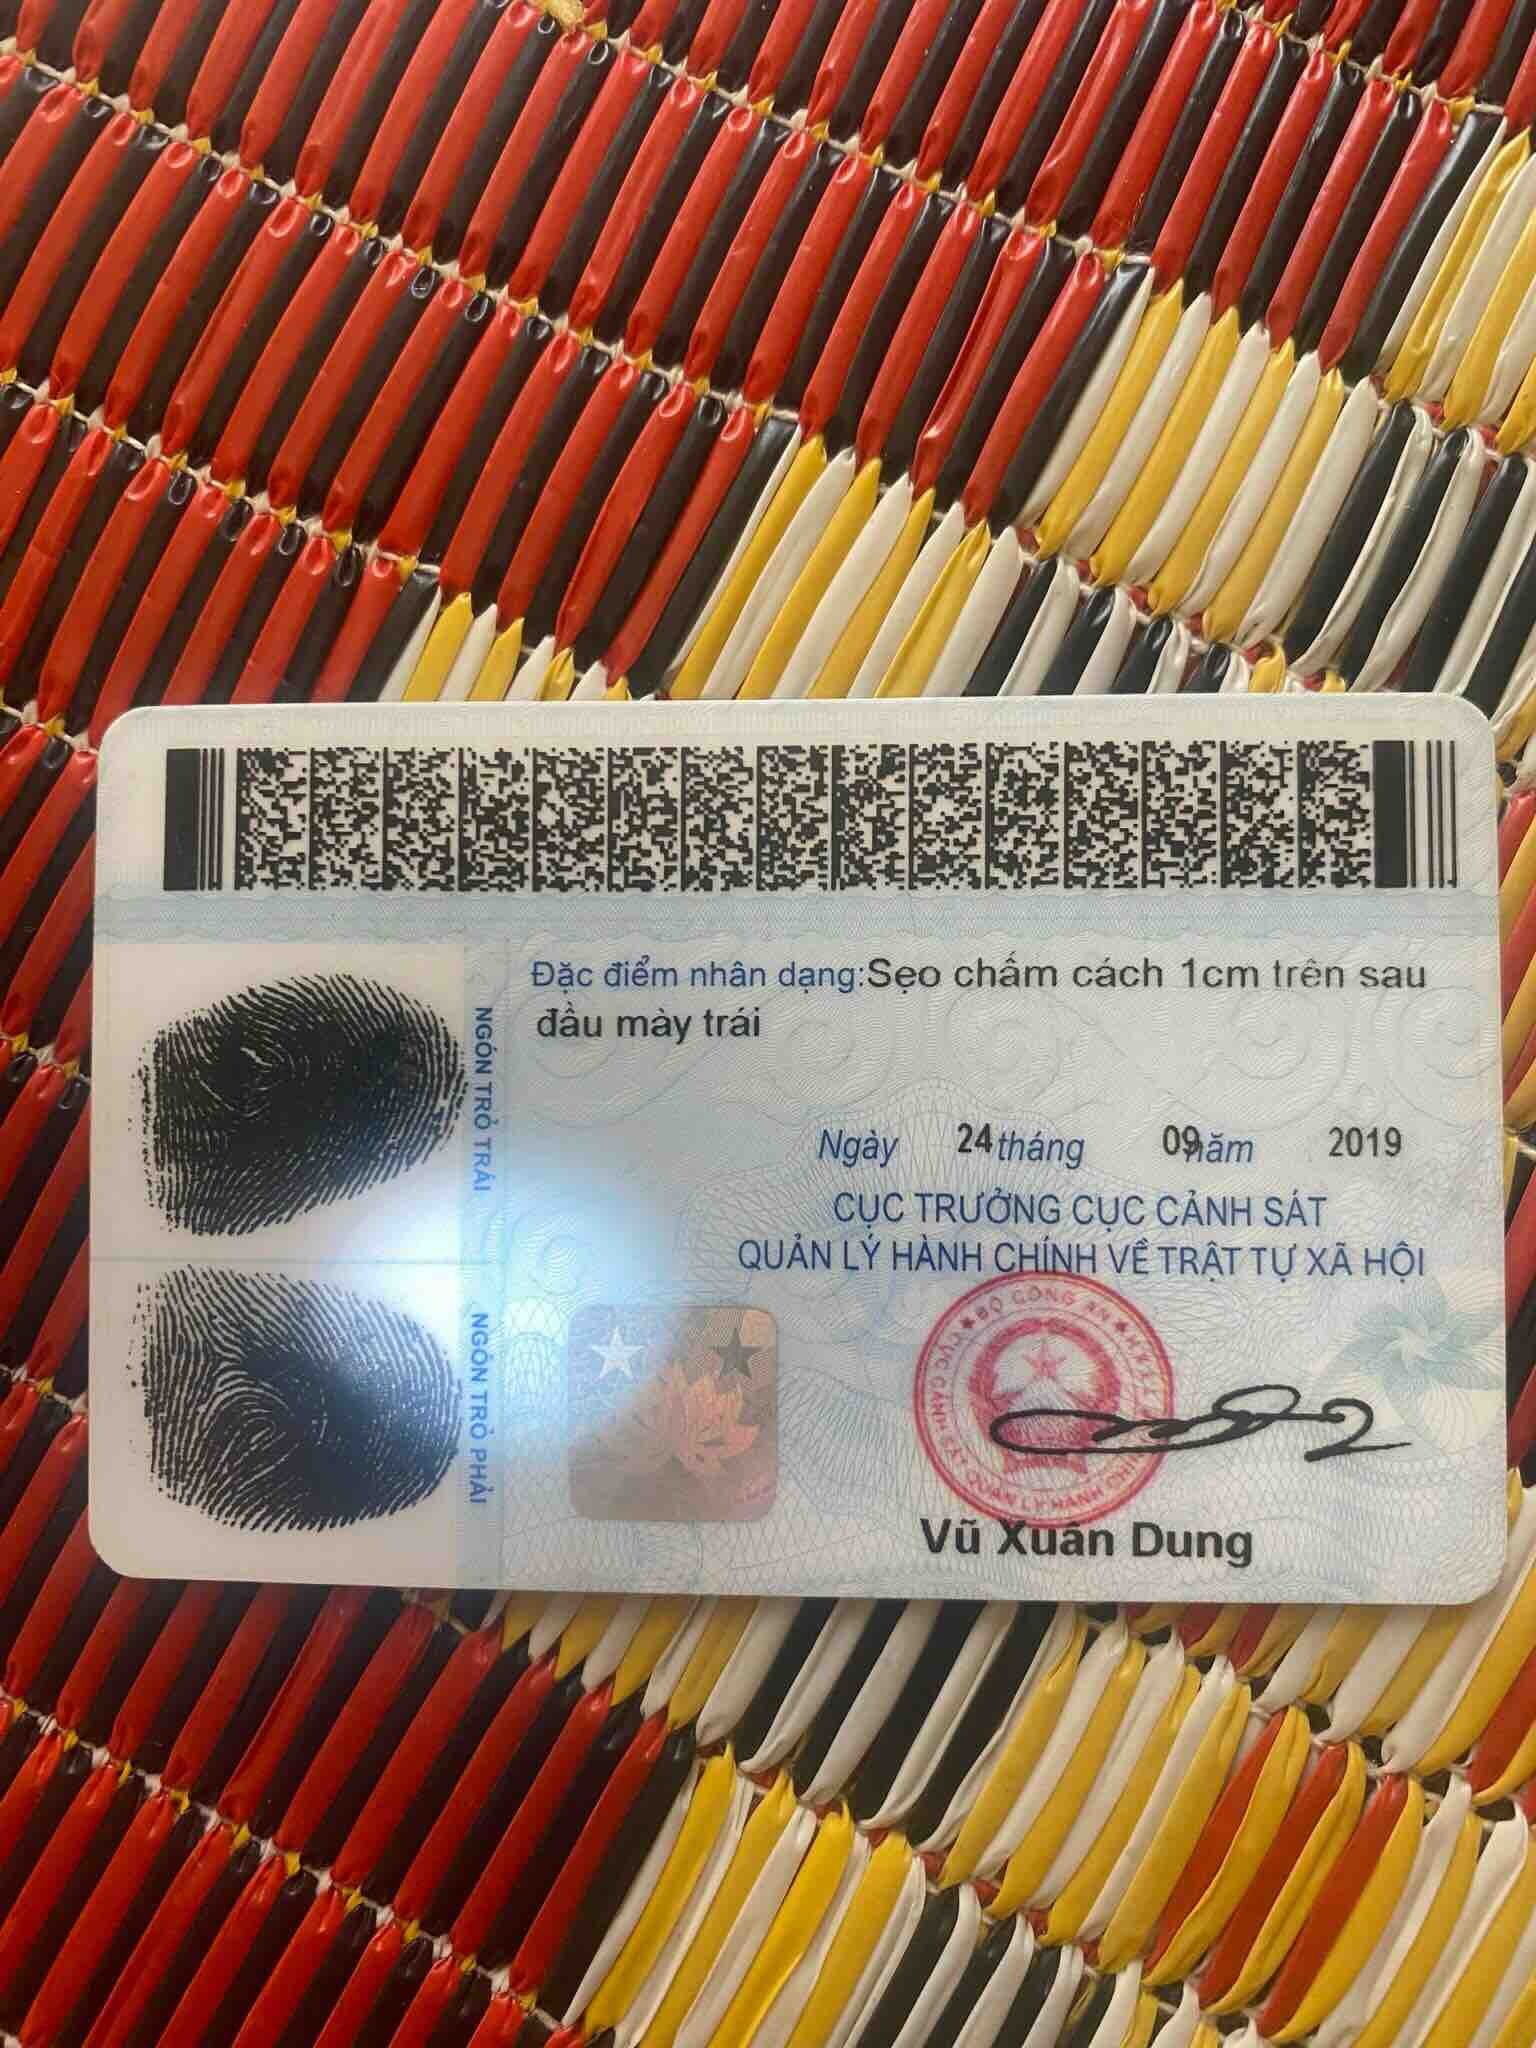 Đặc điểm nhân dạng:Sẹo chấm cách 1cm trên sau
đầu mày trái
NGÓN TRỎ TRÁI
NGÓN TRỎ PHẢI
Ngày 24 tháng 09 năm 2019
CỤC TRƯỞNG CỤC CẢNH SÁT
QUẢN LÝ HÀNH CHÍNH VỀ TRẬT TỰ XÃ HỘI
BỘ CÔNG AN
Vũ Xuân Dung